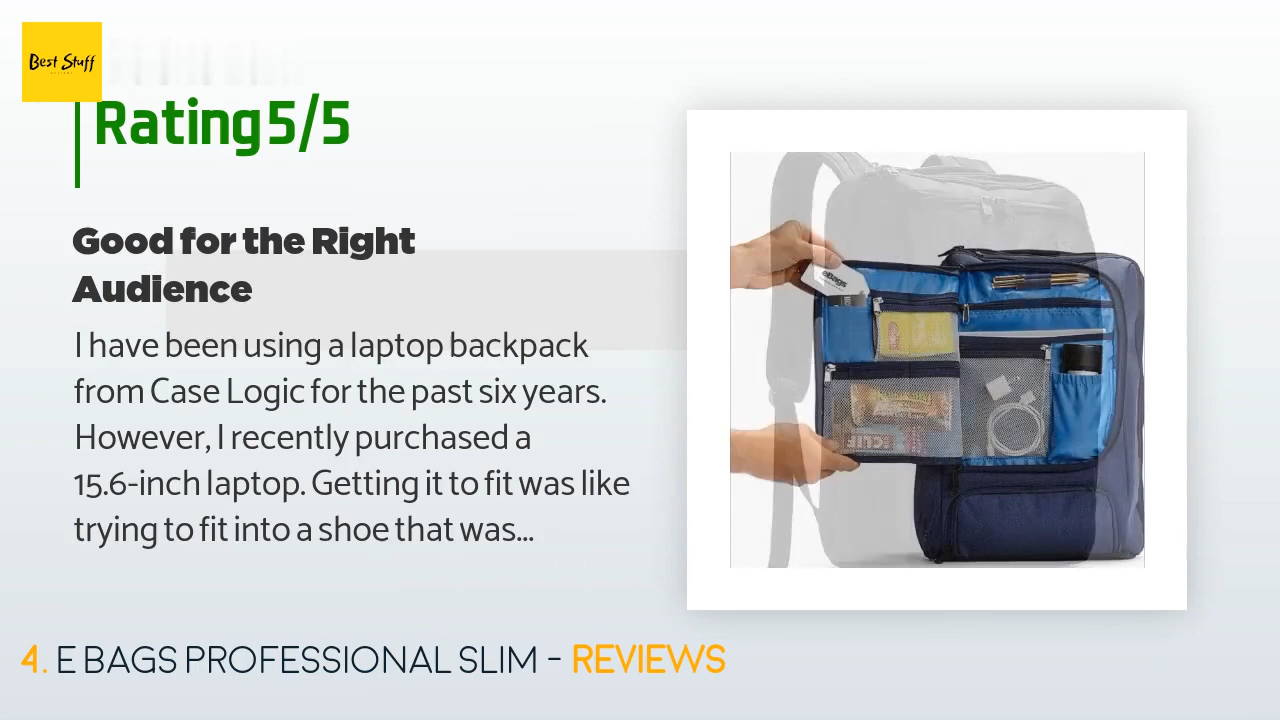 Best Stuff
Rating 5/5
Good for the Right
Audience
I have been using a laptop backpack
from Case Logic for the past six years.
However, I recently purchased a
15.6-inch laptop. Getting it to fit was like
trying to fit into a shoe that was...
eBags
CLIF
4. E BAGS PROFESSIONAL SLIM - REVIEWS